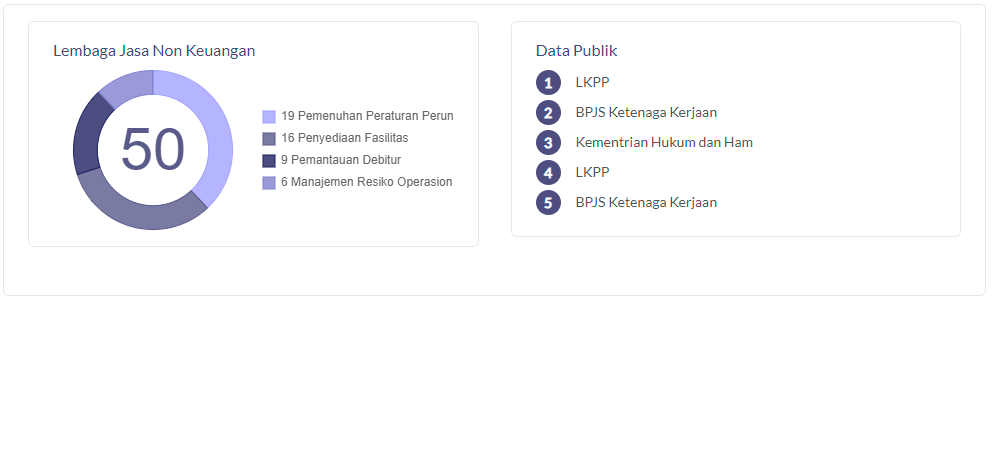 Lembaga Jasa Non Keuangan
50
19 Pemenuhan Peraturan Perun
16 Penyediaan Fasilitas
9 Pemantauan Debitur
6 Manajemen Resiko Operasion
Data Publik
1 LKPP
2 BPJS Ketenaga Kerjaan
3 Kementrian Hukum dan Ham
4 LKPP
5 BPJS Ketenaga Kerjaan